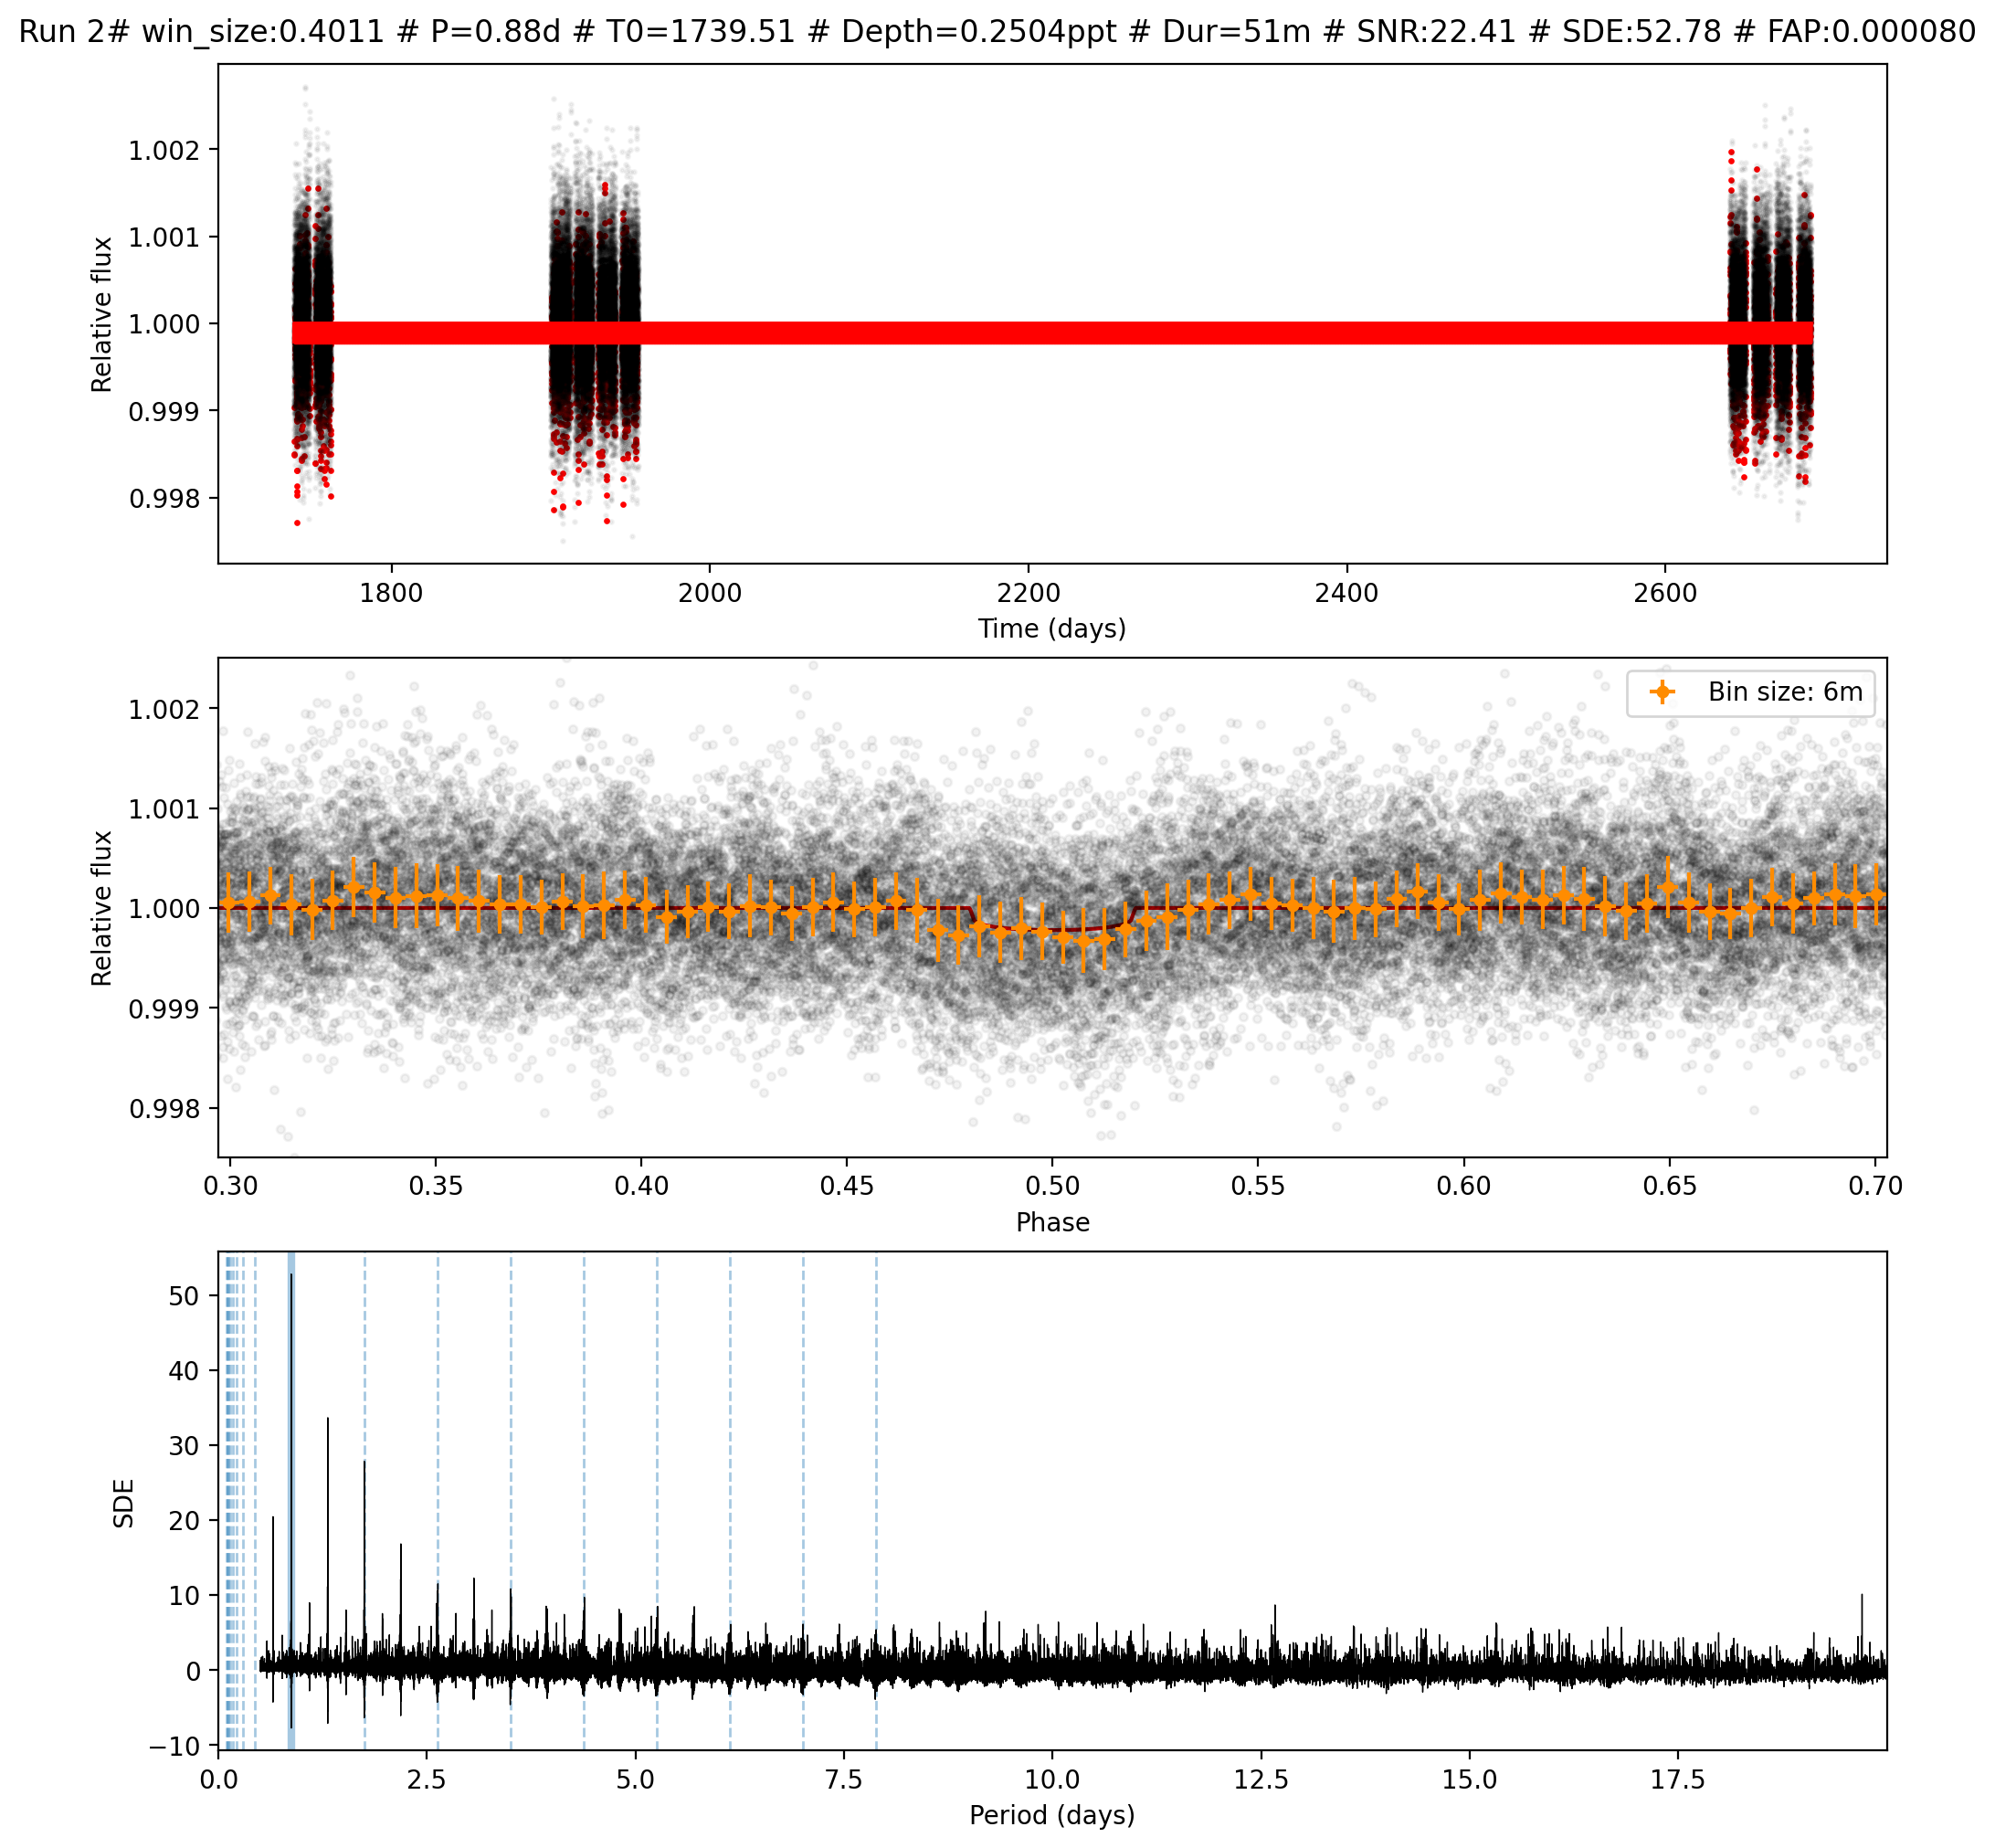 Run 2# win_size:0.4011 # P=0.88d # T0=1739.51 # Depth=0.2504ppt # Dur=51m # SNR:22.41 # SDE:52.78 # FAP:0.000080
1.002
1.001
1.000
0.999
0.998
Relative flux
1800 2000 2200 2400 2600
Time (days)
Bin size: 6m
1.002
1.001
1.000
0.999
0.998
Relative flux
0.30 0.35 0.40 0.45 0.50 0.55 0.60 0.65 0.70
Phase
50
40
30
20
10
0
−10
SDE
0.0 2.5 5.0 7.5 10.0 12.5 15.0 17.5
Period (days)